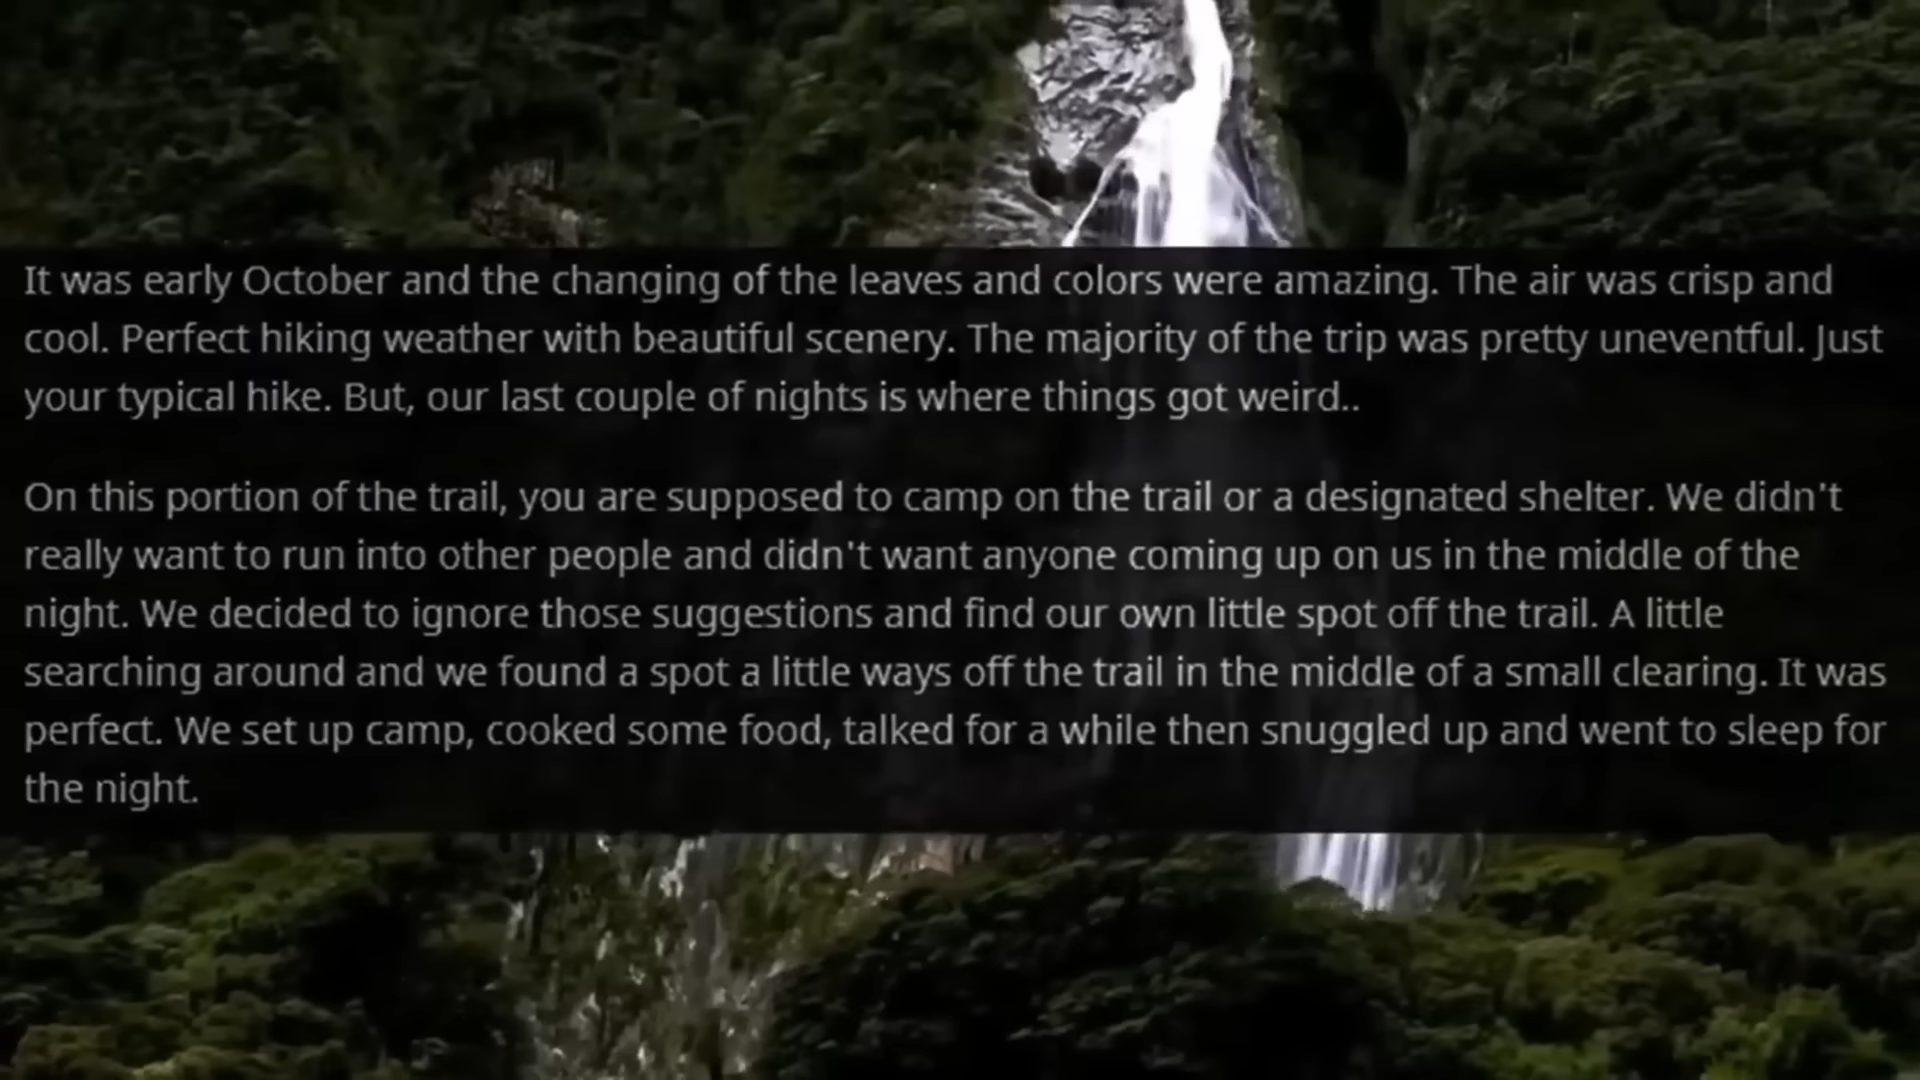 It was early October and the changing of the leaves and colors were amazing. The air was crisp and
cool. Perfect hiking weather with beautiful scenery. The majority of the trip was pretty uneventful. Just
your typical hike. But, our last couple of nights is where things got weird..
On this portion of the trail, you are supposed to camp on the trail or a designated shelter. We didn't
really want to run into other people and didn't want anyone coming up on us in the middle of the
night. We decided to ignore those suggestions and find our own little spot off the trail. A little
searching around and we found a spot a little ways off the trail in the middle of a small clearing. It was
perfect. We set up camp, cooked some food, talked for a while then snuggled up and went to sleep for
the night.